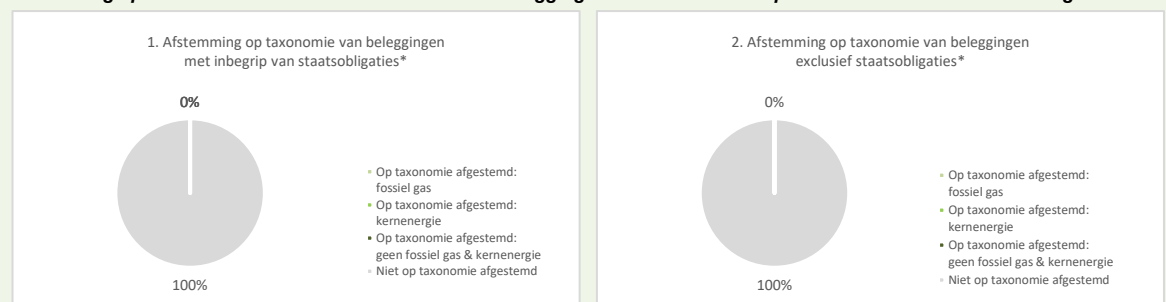 1. Afstemming op taxonomie van beleggingen
met inbegrip van staatsobligaties*
0%
Op taxonomie afgestemd:
fossiel gas
Op taxonomie afgestemd:
kernenergie
Op taxonomie afgestemd:
geen fossiel gas & kernenergie
Niet op taxonomie afgestemd
100%
2. Afstemming op taxonomie van beleggingen
exclusief staatsobligaties*
0%
Op taxonomie afgestemd:
fossiel gas
Op taxonomie afgestemd:
kernenergie
Op taxonomie afgestemd:
geen fossiel gas & kernenergie
Niet op taxonomie afgestemd
100%